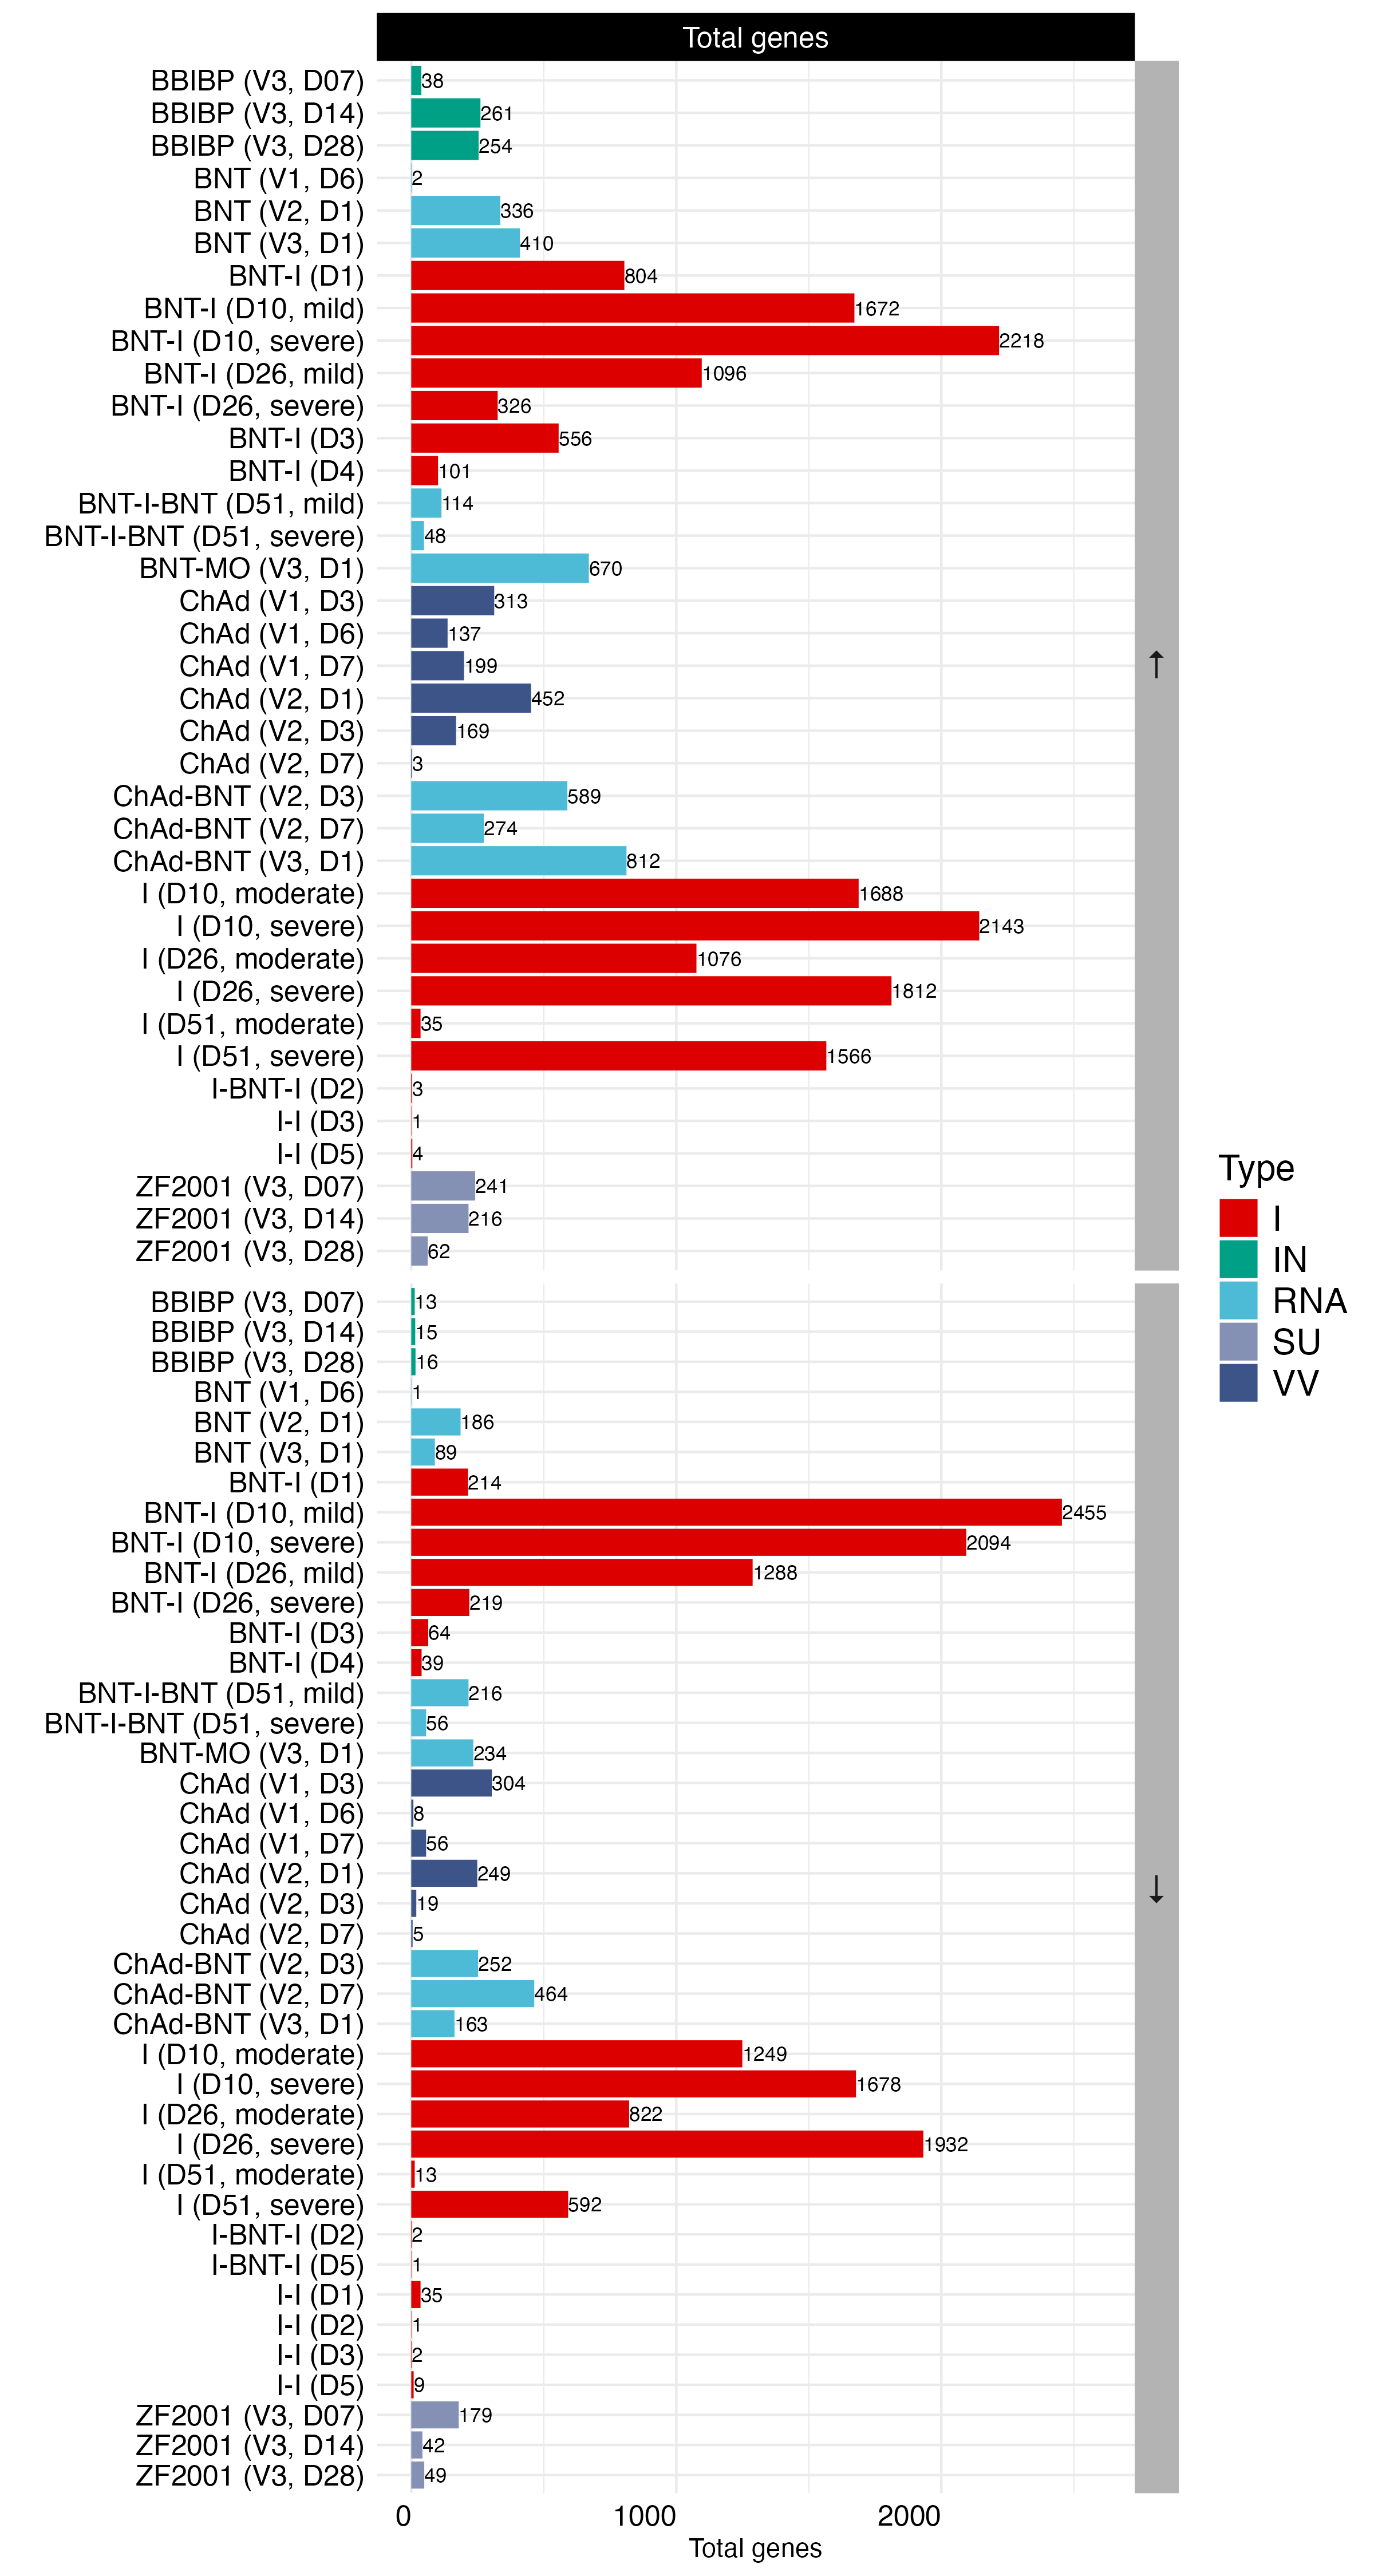 Total genes
BBIBP (V3, D07) 38
BBIBP (V3, D14) 261
BBIBP (V3, D28) 254
BNT (V1, D6) 2
BNT (V2, D1) 336
BNT (V3, D1) 410
BNT-I (D1) 804
BNT-I (D10, mild) 1672
BNT-I (D10, severe) 2218
BNT-I (D26, mild) 1096
BNT-I (D26, severe) 326
BNT-I (D3) 556
BNT-I (D4) 101
BNT-I-BNT (D51, mild) 114
BNT-I-BNT (D51, severe) 48
BNT-MO (V3, D1) 670
ChAd (V1, D3) 313
ChAd (V1, D6) 137
ChAd (V1, D7) 199
↑
ChAd (V2, D1) 452
ChAd (V2, D3) 169
ChAd (V2, D7) 3
ChAd-BNT (V2, D3) 589
ChAd-BNT (V2, D7) 274
ChAd-BNT (V3, D1) 812
I (D10, moderate) 1688
I (D10, severe) 2143
I (D26, moderate) 1076
I (D26, severe) 1812
I (D51, moderate) 35
I (D51, severe) 1566
I-BNT-I (D2) 3
I-I (D3) 1
I-I (D5) 4
ZF2001 (V3, D07) 241
ZF2001 (V3, D14) 216
ZF2001 (V3, D28) 62
Type
I
IN
RNA
SU
VV
BBIBP (V3, D07) 13
BBIBP (V3, D14) 15
BBIBP (V3, D28) 16
BNT (V1, D6) 1
BNT (V2, D1) 186
BNT (V3, D1) 89
BNT-I (D1) 214
BNT-I (D10, mild) 2455
BNT-I (D10, severe) 2094
BNT-I (D26, mild) 1288
BNT-I (D26, severe) 219
BNT-I (D3) 64
BNT-I (D4) 39
BNT-I-BNT (D51, mild) 216
BNT-I-BNT (D51, severe) 56
BNT-MO (V3, D1) 234
ChAd (V1, D3) 304
ChAd (V1, D6) 8
ChAd (V1, D7) 56
ChAd (V2, D1) 249
↓
ChAd (V2, D3) 19
ChAd (V2, D7) 5
ChAd-BNT (V2, D3) 252
ChAd-BNT (V2, D7) 464
ChAd-BNT (V3, D1) 163
I (D10, moderate) 1249
I (D10, severe) 1678
I (D26, moderate) 822
I (D26, severe) 1932
I (D51, moderate) 13
I (D51, severe) 592
I-BNT-I (D2) 2
I-BNT-I (D5) 1
I-I (D1) 35
I-I (D2) 1
I-I (D3) 2
I-I (D5) 9
ZF2001 (V3, D07) 179
ZF2001 (V3, D14) 42
ZF2001 (V3, D28) 49
0 1000 2000
Total genes